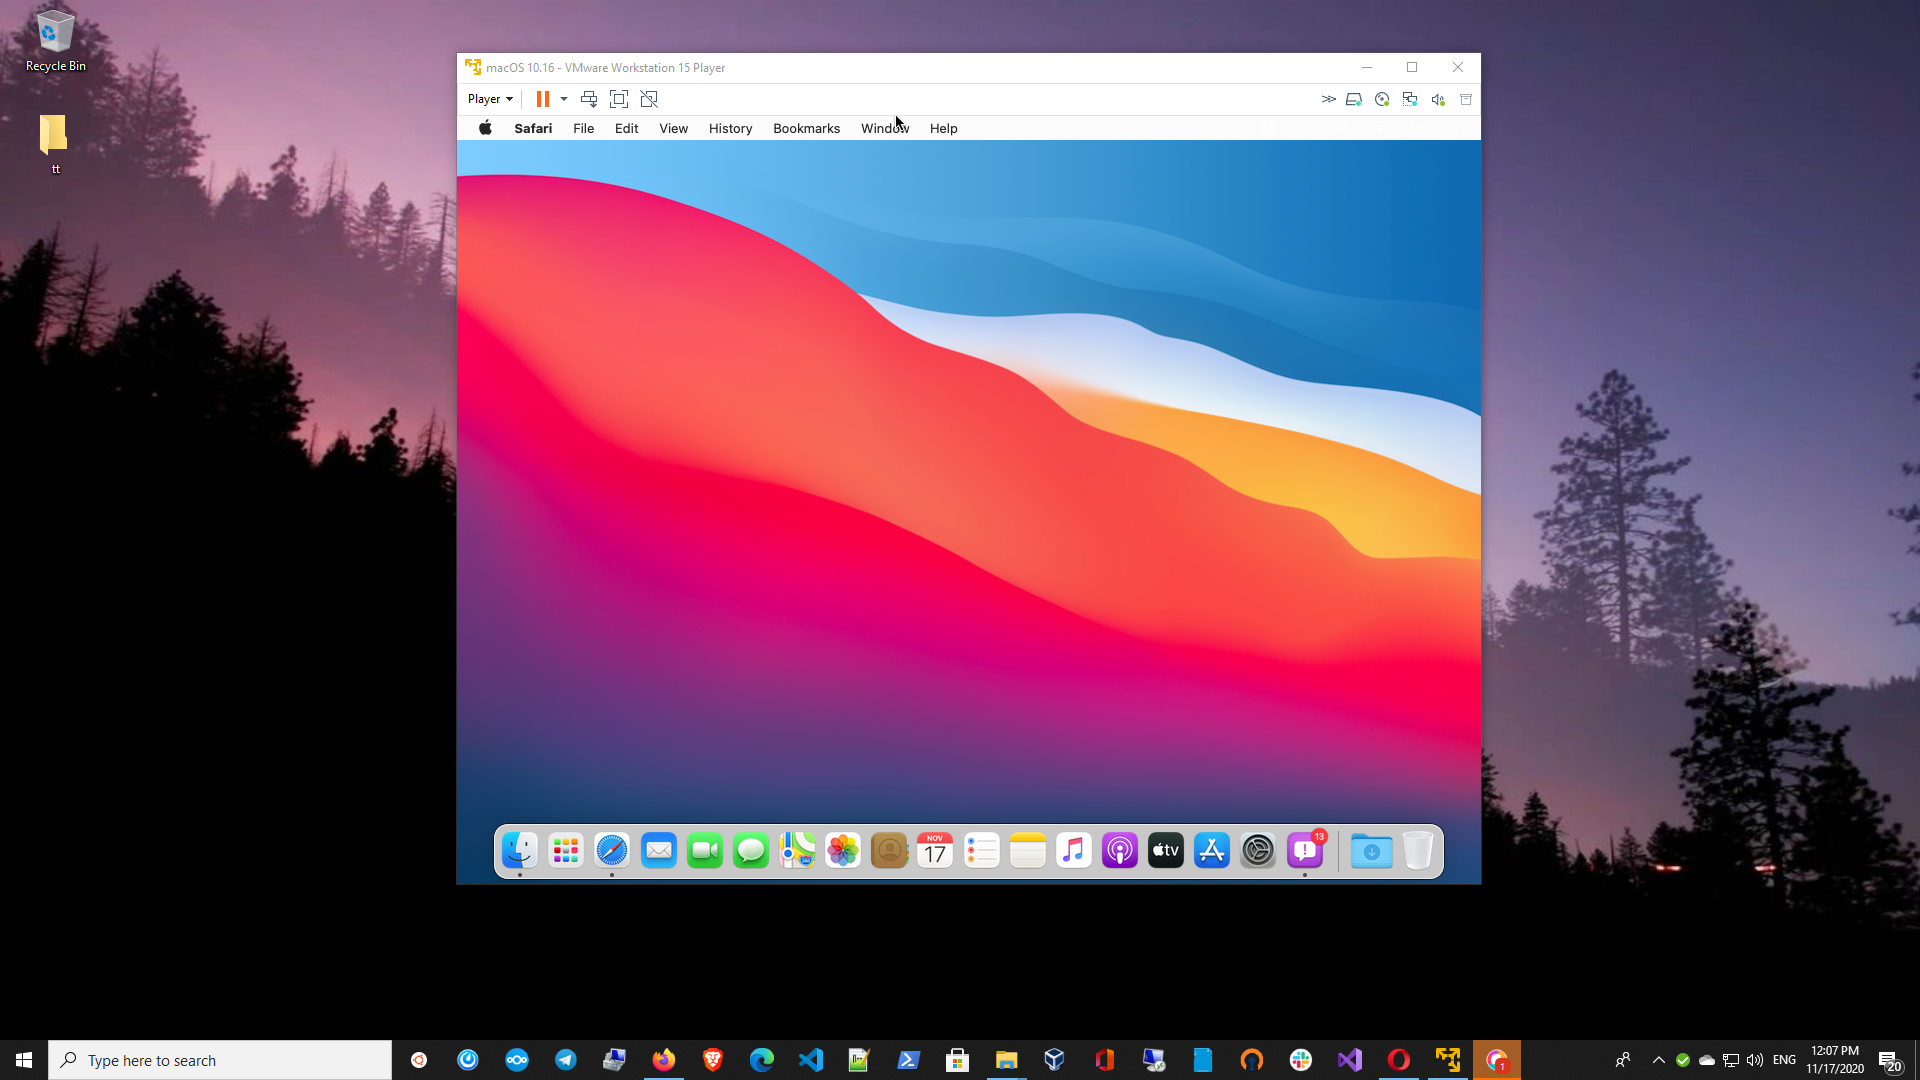 Recycle Bin
tt
macOS 10.16 - VMware Workstation 15 Player
Player
Safari File Edit View History Bookmarks Window Help
NOV
17
tv
13
Type here to search
1
ENG
12:07 PM
11/17/2020
20